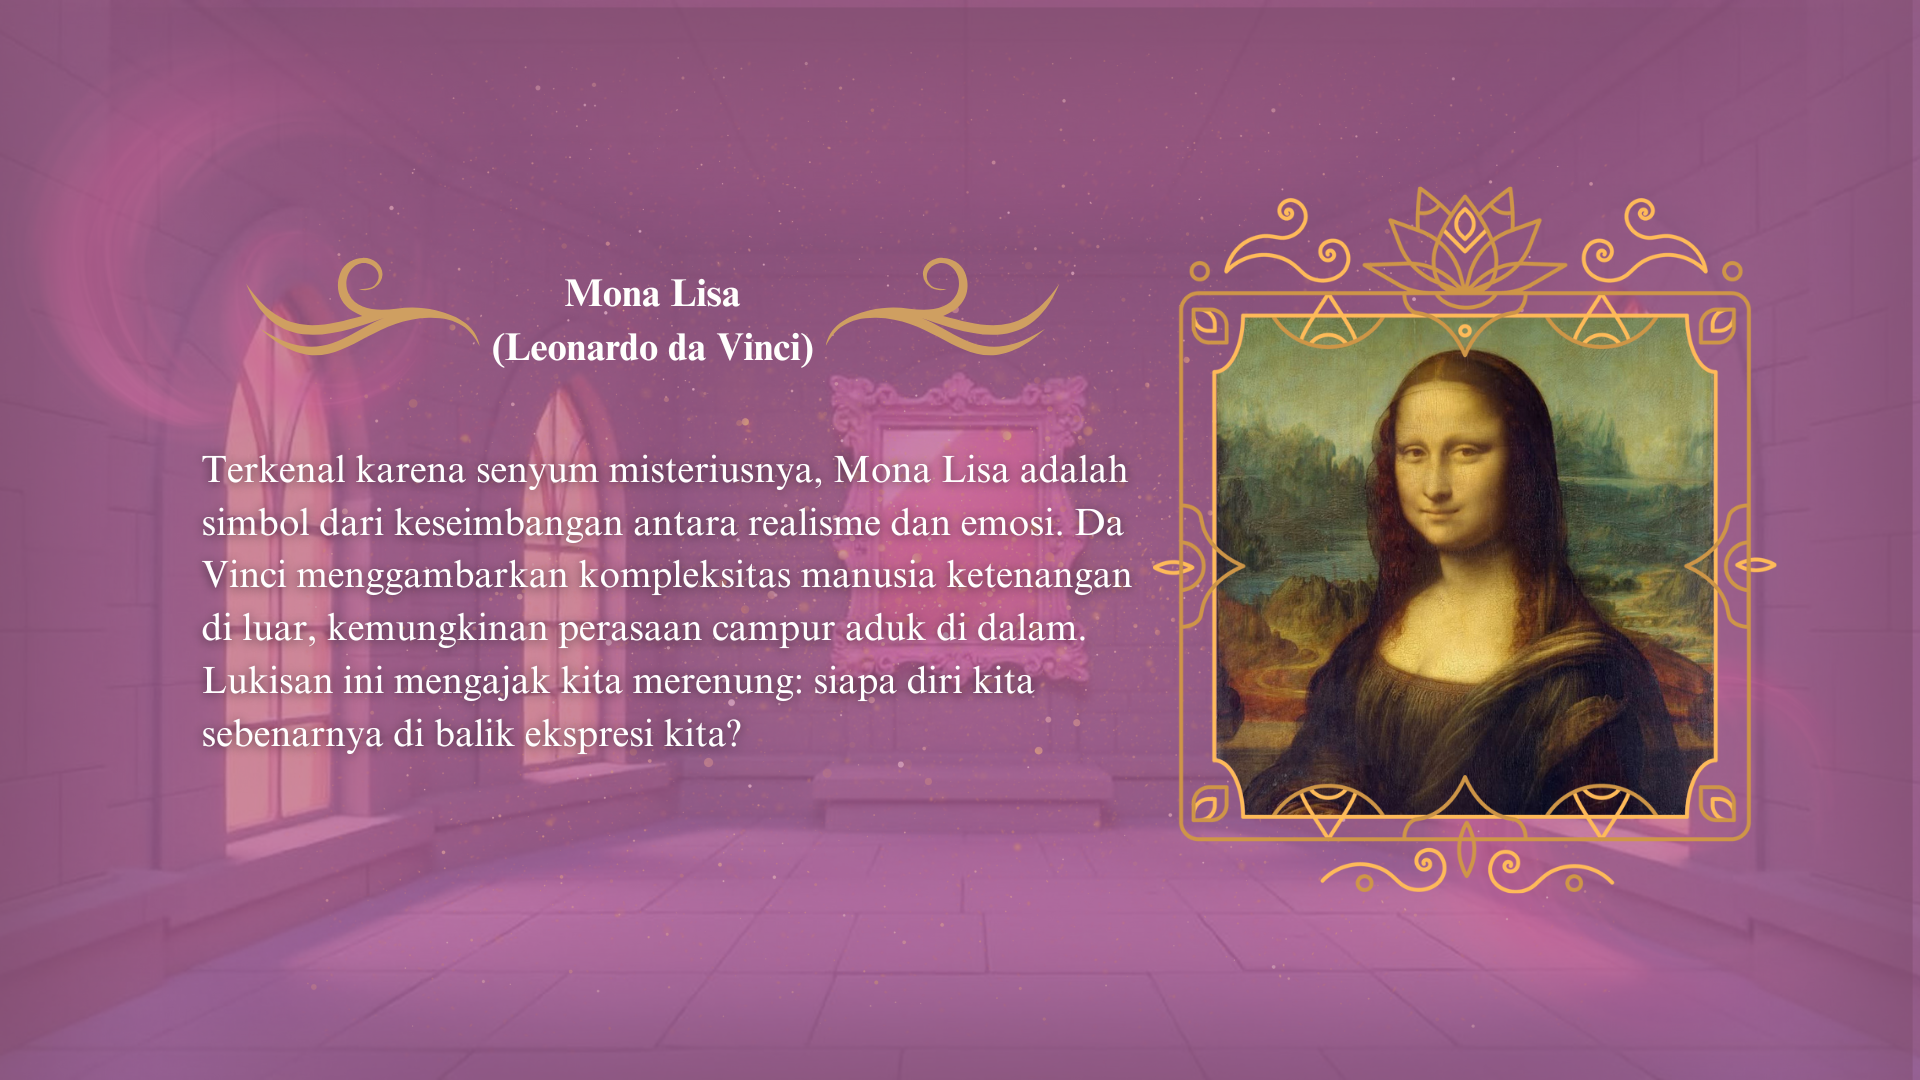 Mona Lisa
(Leonardo da Vinci)
Terkenal karena senyum misteriusnya, Mona Lisa adalah
simbol dari keseimbangan antara realisme dan emosi. Da
Vinci menggambarkan kompleksitas manusia ketenangan
di luar, kemungkinan perasaan campur aduk di dalam.
Lukisan ini mengajak kita merenung: siapa diri kita
sebenarnya di balik ekspresi kita?